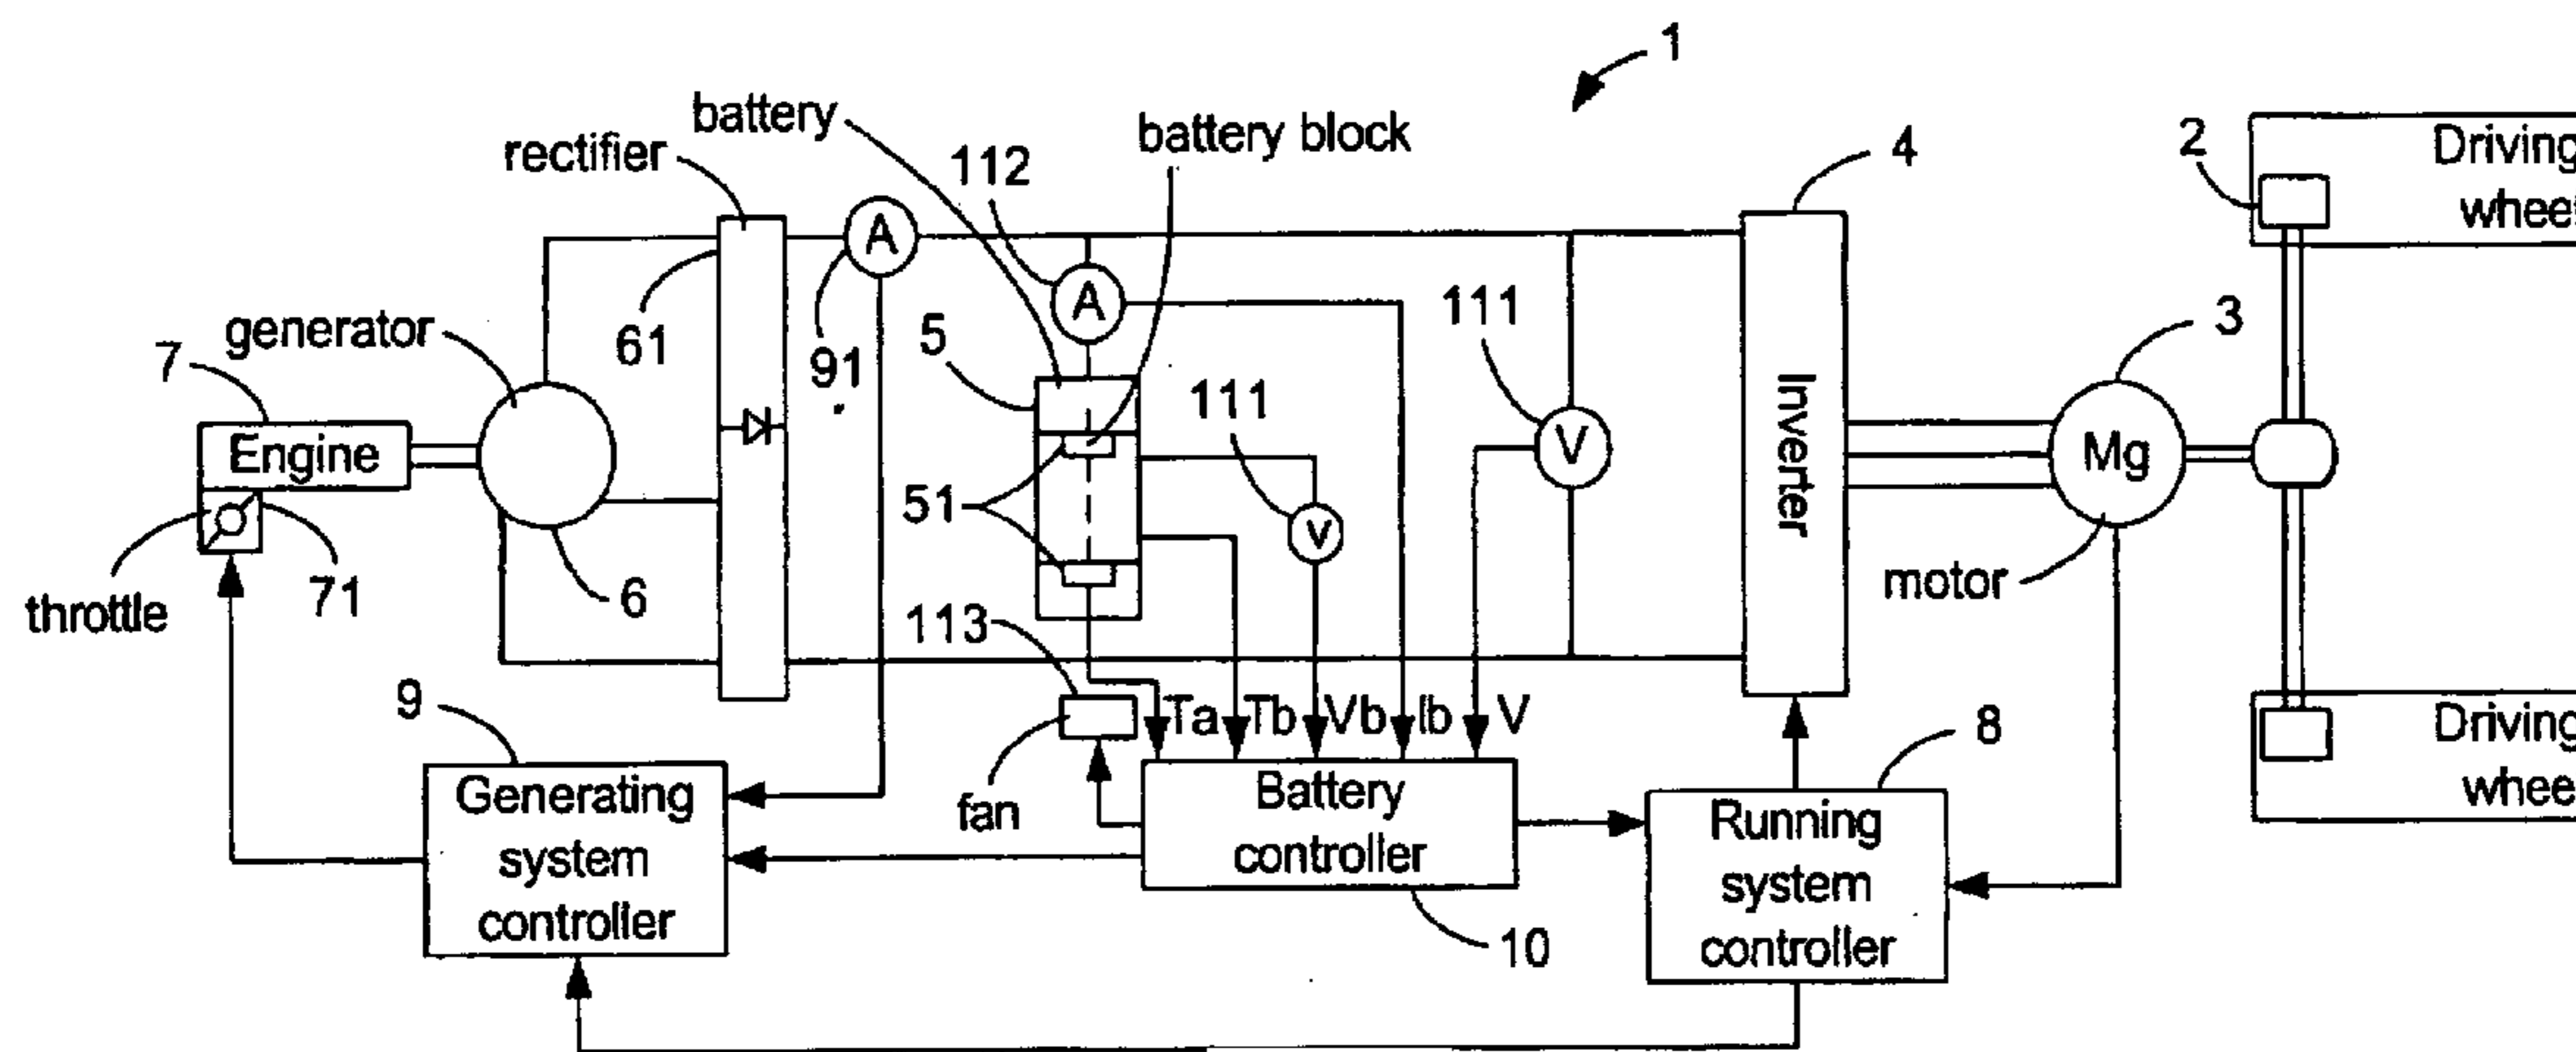 1
battery
battery block
rectifier
112
4
2
Driving
A
61
91
A
generator
7
5
111
111
3
Engine
V
v
Inverter
Mg
51
throttle
71
6
113
motor
9
Ta Tb Vb Ib V
8
fan
Generating
system
controller
Battery
controller
10
Running
system
controller
Driving